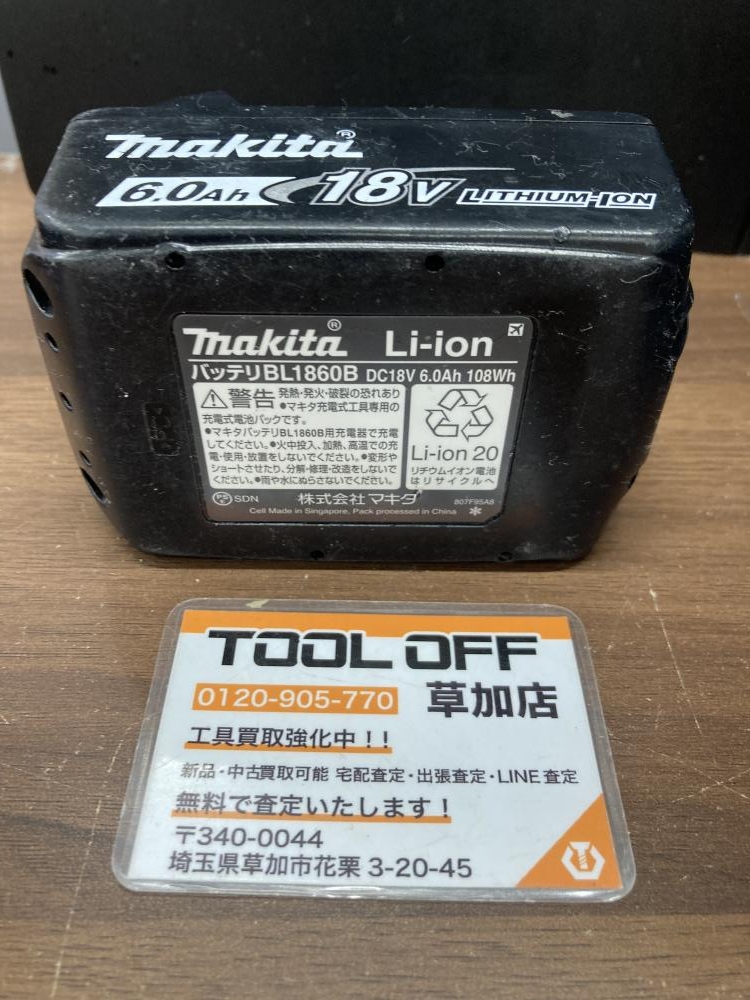 makita®
6.0Ah 18V LITHIUM-ION
makita® Li-ion
バッテリBL1860B DC18V 6.0Ah 108Wh
警告 発熱・発火・破裂の恐れあり
●マキタ充電式工具専用の
充電式電池パックです。
●マキタバッテリBL1860B用充電器で充電
してください。●火中投入、加熱、高温での充
電・使用・放置をしないでください。●変形や
ショートさせたり、分解・修理・改造をしないで
ください。●雨や水にぬらさないでください。
Li-ion 20
リチウムイオン電池
はリサイクルへ
PSE SDN 株式会社マキタ 807F95A8
Cell Made in Singapore, Pack processed in China ＊
TOOL OFF
0120-905-770 草加店
工具買取強化中！！
新品・中古買取可能 宅配査定・出張査定・LINE査定
無料で査定いたします！
〒340-0044
埼玉県草加市花栗 3-20-45